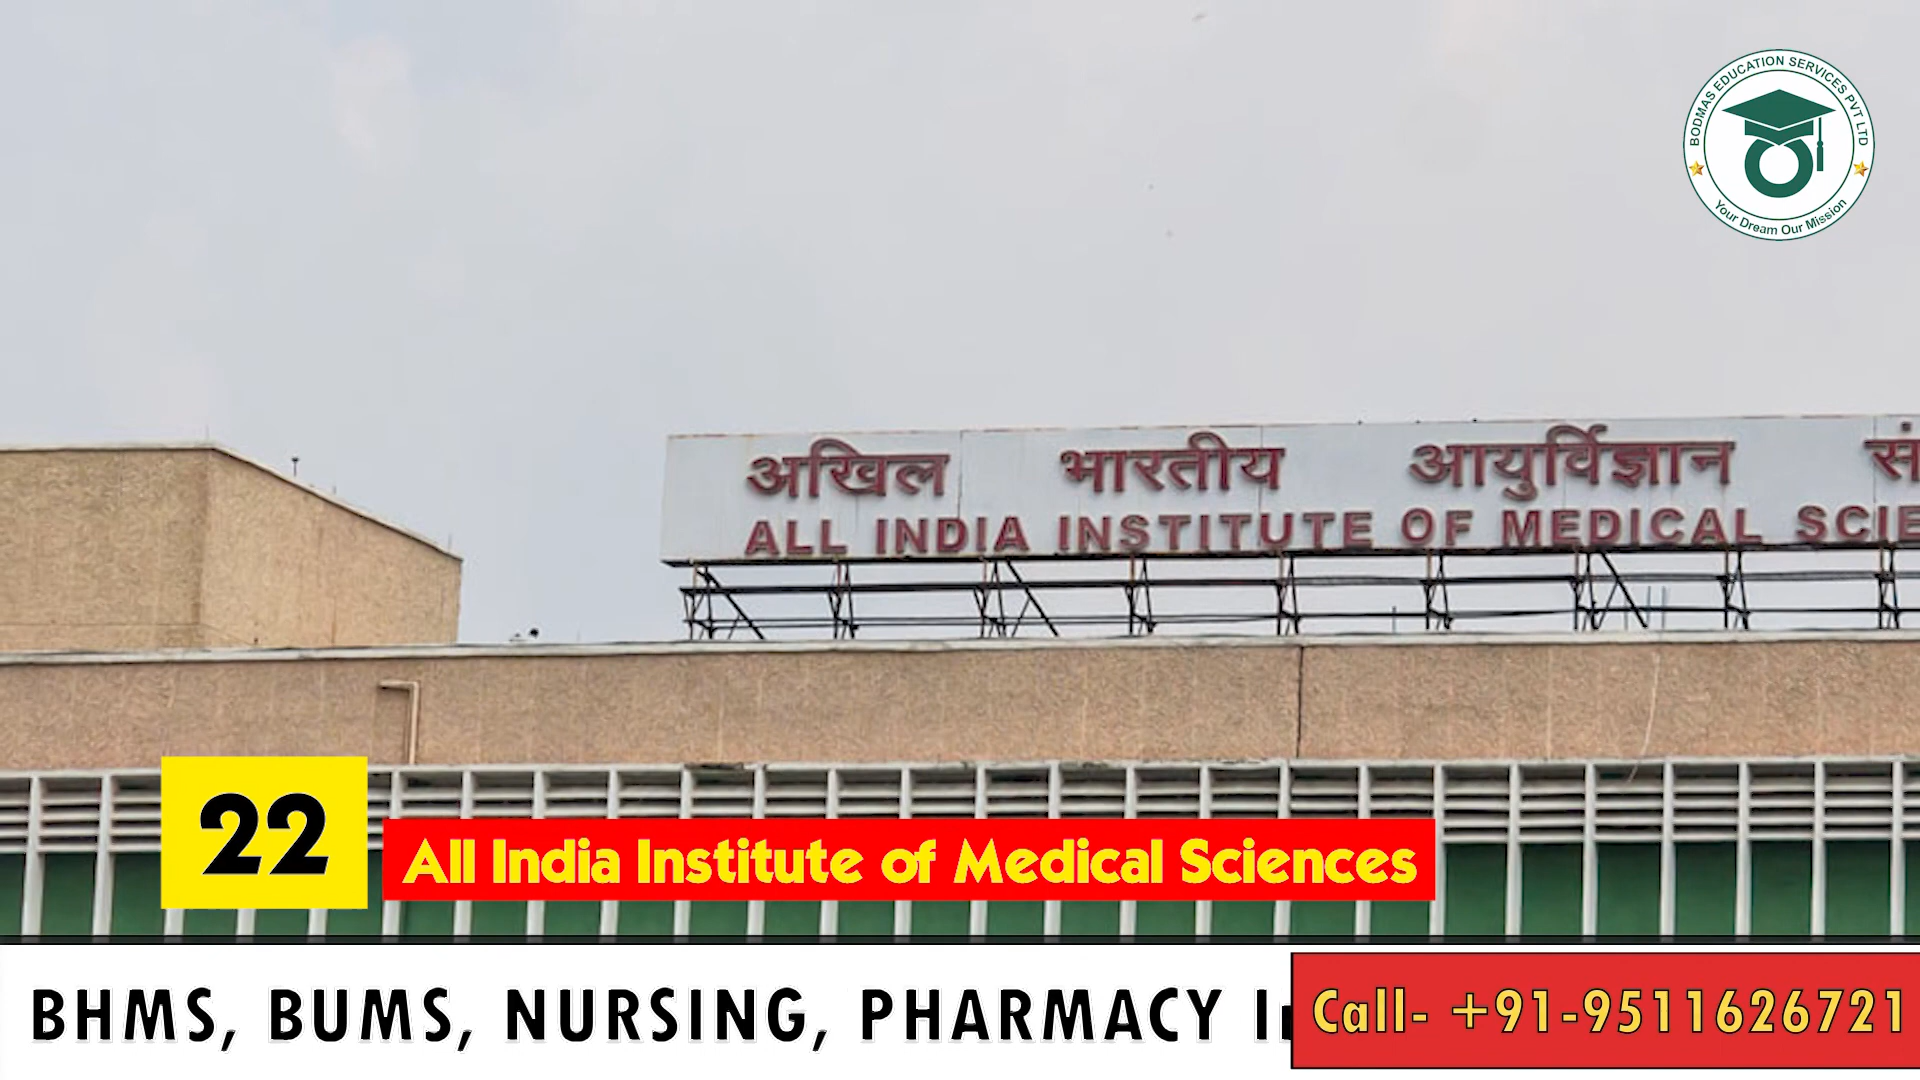 BODMAS EDUCATION SERVICES PVT LTD
Your Dream Our Mission
अखिल भारतीय आयुर्विज्ञान सं
ALL INDIA INSTITUTE OF MEDICAL SCIE
22
All India Institute of Medical Sciences
BHMS, BUMS, NURSING, PHARMACY I
Call- +91-9511626721